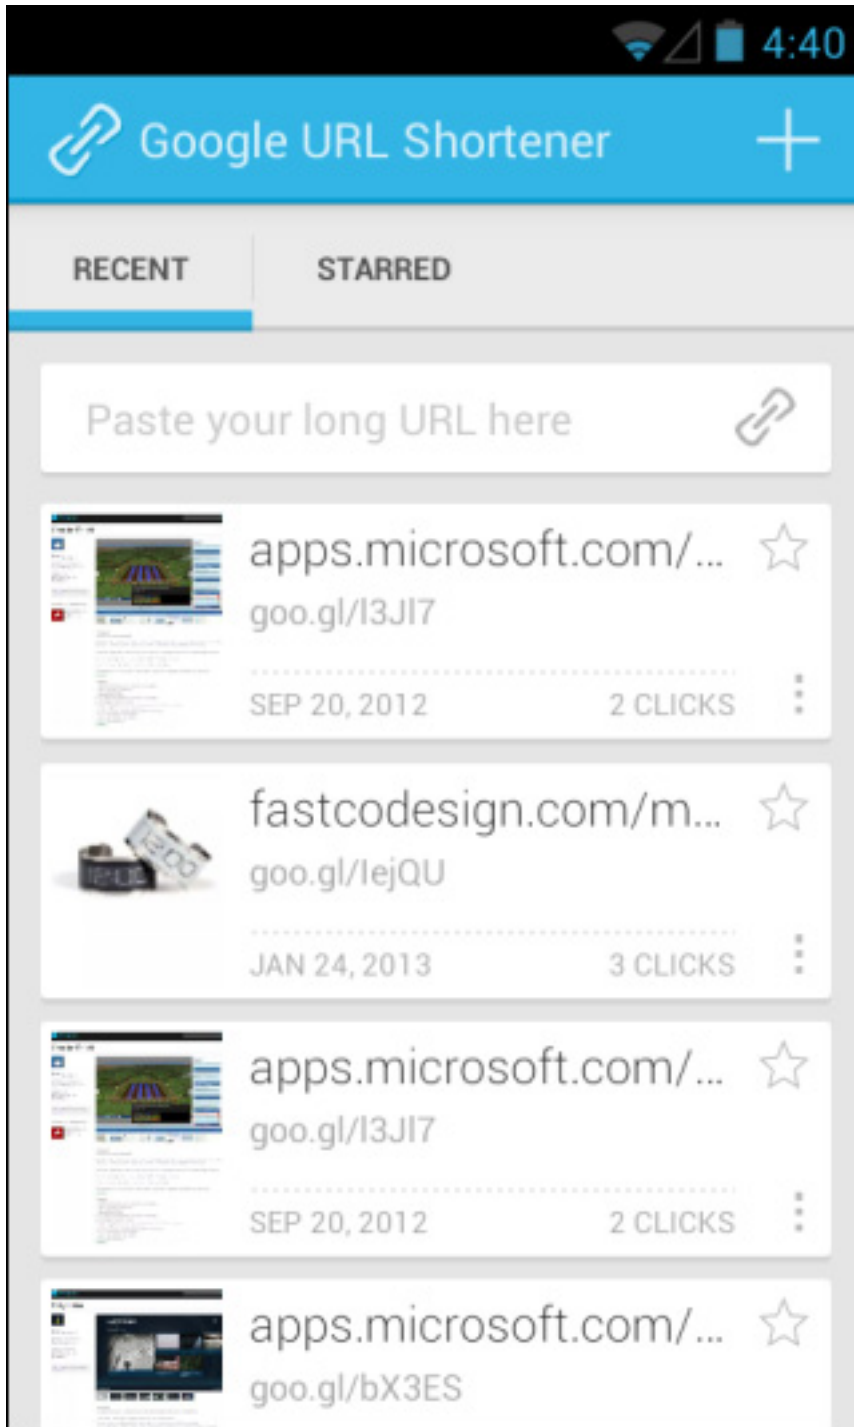 4:40
Google URL Shortener
RECENT STARRED
Paste your long URL here
apps.microsoft.com/...
goo.gl/l3Jl7
SEP 20, 2012 2 CLICKS
fastcodesign.com/m...
goo.gl/IejQU
JAN 24, 2013 3 CLICKS
apps.microsoft.com/...
goo.gl/l3Jl7
SEP 20, 2012 2 CLICKS
apps.microsoft.com/...
goo.gl/bX3ES